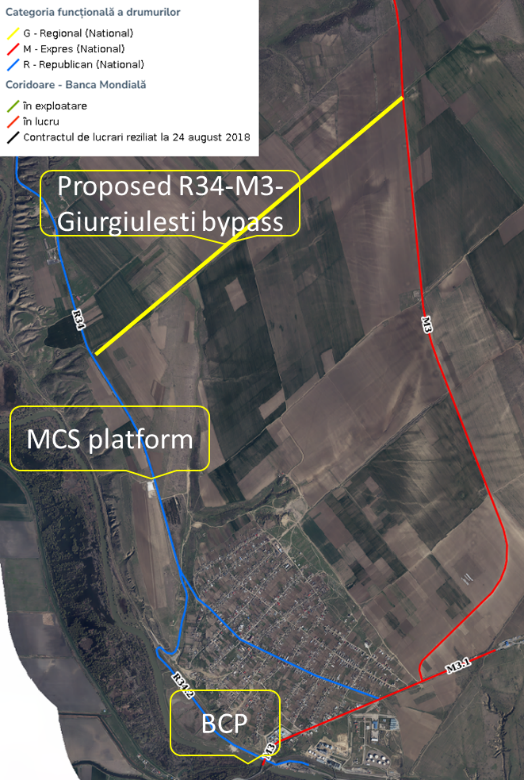 Categoria funcțională a drumurilor
G - Regional (National)
M - Expres (National)
R - Republican (National)
Coridoare - Banca Mondială
în exploatare
în lucru
Contractul de lucrari reziliat la 24 august 2018
Proposed R34-M3-
Giurgiulesti bypass
R34
M3
MCS platform
M3.1
R34.2
BCP
M3